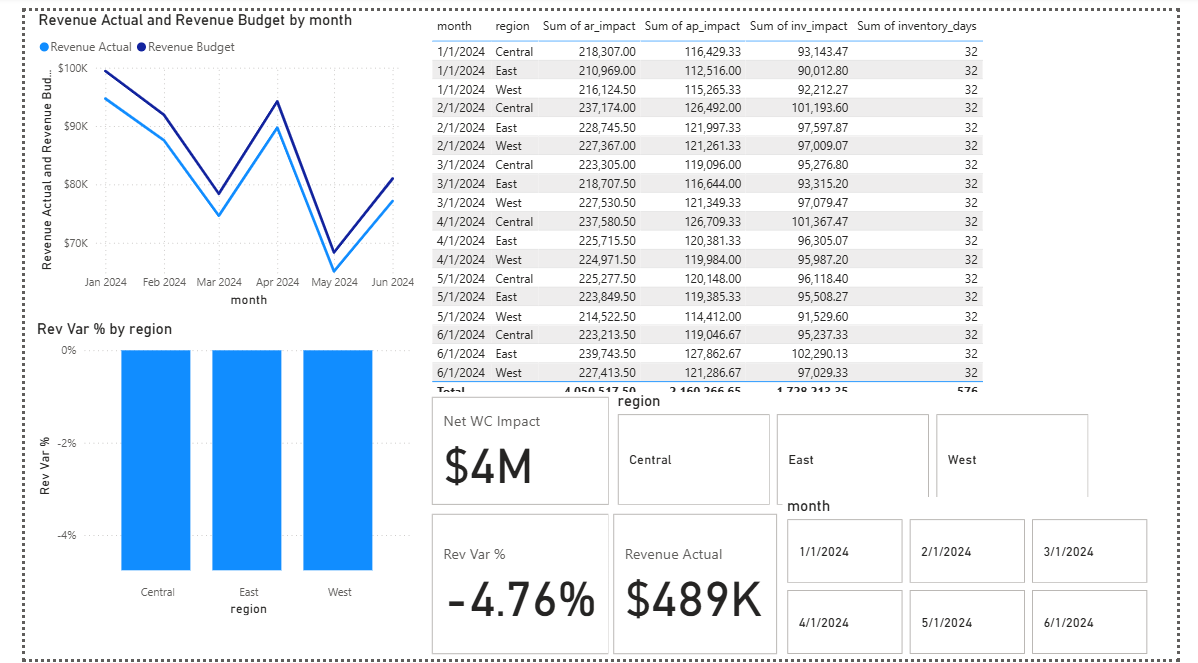 Revenue Actual and Revenue Budget by month
Revenue Actual Revenue Budget
Revenue Actual and Revenue Bud...
$100K
$90K
$80K
$70K
Jan 2024 Feb 2024 Mar 2024 Apr 2024 May 2024 Jun 2024
month
Rev Var % by region
Rev Var %
0%
-2%
-4%
Central East West
region
month region Sum of ar_impact Sum of ap_impact Sum of inv_impact Sum of inventory_days
1/1/2024 Central 218,307.00 116,429.33 93,143.47 32
1/1/2024 East 210,969.00 112,516.00 90,012.80 32
1/1/2024 West 216,124.50 115,265.33 92,212.27 32
2/1/2024 Central 237,174.00 126,492.00 101,193.60 32
2/1/2024 East 228,745.50 121,997.33 97,597.87 32
2/1/2024 West 227,367.00 121,261.33 97,009.07 32
3/1/2024 Central 223,305.00 119,096.00 95,276.80 32
3/1/2024 East 218,707.50 116,644.00 93,315.20 32
3/1/2024 West 227,530.50 121,349.33 97,079.47 32
4/1/2024 Central 237,580.50 126,709.33 101,367.47 32
4/1/2024 East 225,715.50 120,381.33 96,305.07 32
4/1/2024 West 224,971.50 119,984.00 95,987.20 32
5/1/2024 Central 225,277.50 120,148.00 96,118.40 32
5/1/2024 East 223,849.50 119,385.33 95,508.27 32
5/1/2024 West 214,522.50 114,412.00 91,529.60 32
6/1/2024 Central 223,213.50 119,046.67 95,237.33 32
6/1/2024 East 239,743.50 127,862.67 102,290.13 32
6/1/2024 West 227,413.50 121,286.67 97,029.33 32
Total 576
Net WC Impact
$4M
region
Central East West
Rev Var %
-4.76%
Revenue Actual
$489K
month
1/1/2024 2/1/2024 3/1/2024
4/1/2024 5/1/2024 6/1/2024